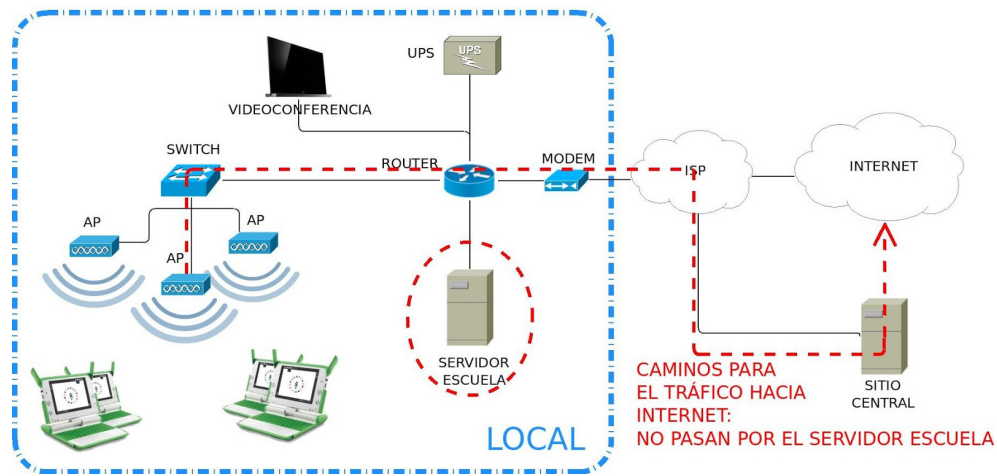 UPS
UPS
VIDEOCONFERENCIA
SWITCH
ROUTER
MODEM
ISP
INTERNET
AP
AP
AP
SERVIDOR
ESCUELA
SITIO
CENTRAL
CAMINOS PARA
EL TRÁFICO HACIA
INTERNET:
NO PASAN POR EL SERVIDOR ESCUELA
LOCAL